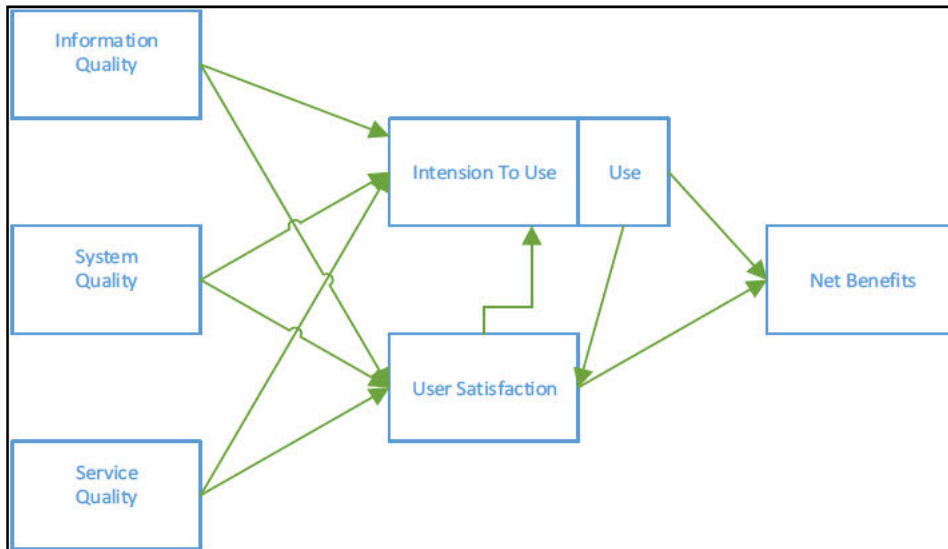 Information
Quality
Intension To Use
Use
System
Quality
Net Benefits
User Satisfaction
Service
Quality